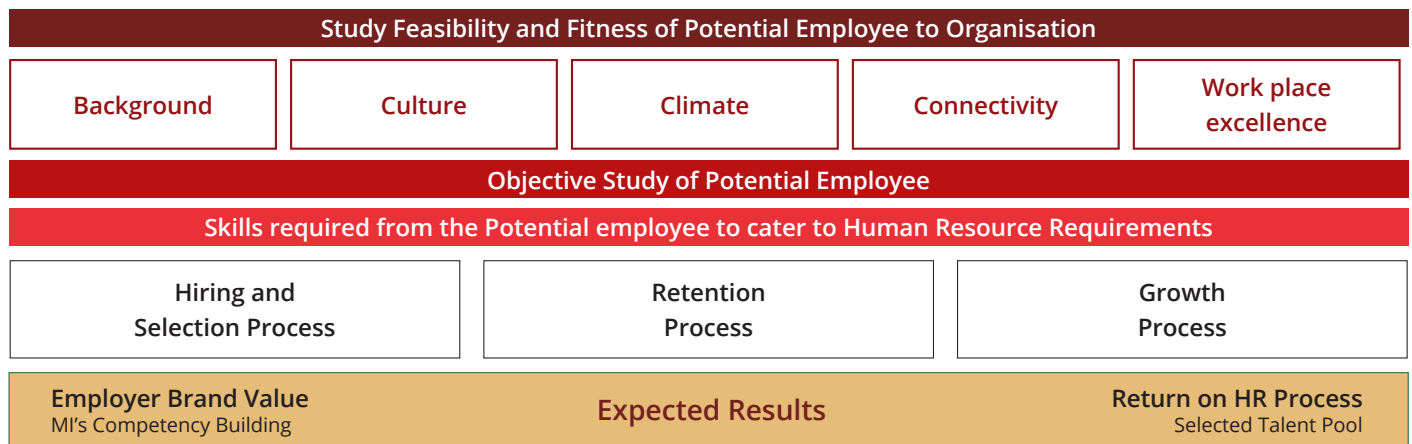 Study Feasibility and Fitness of Potential Employee to Organisation
Background
Culture
Climate
Connectivity
Work place
excellence
Objective Study of Potential Employee
Skills required from the Potential employee to cater to Human Resource Requirements
Hiring and
Selection Process
Retention
Process
Growth
Process
Employer Brand Value
MI's Competency Building
Expected Results
Return on HR Process
Selected Talent Pool